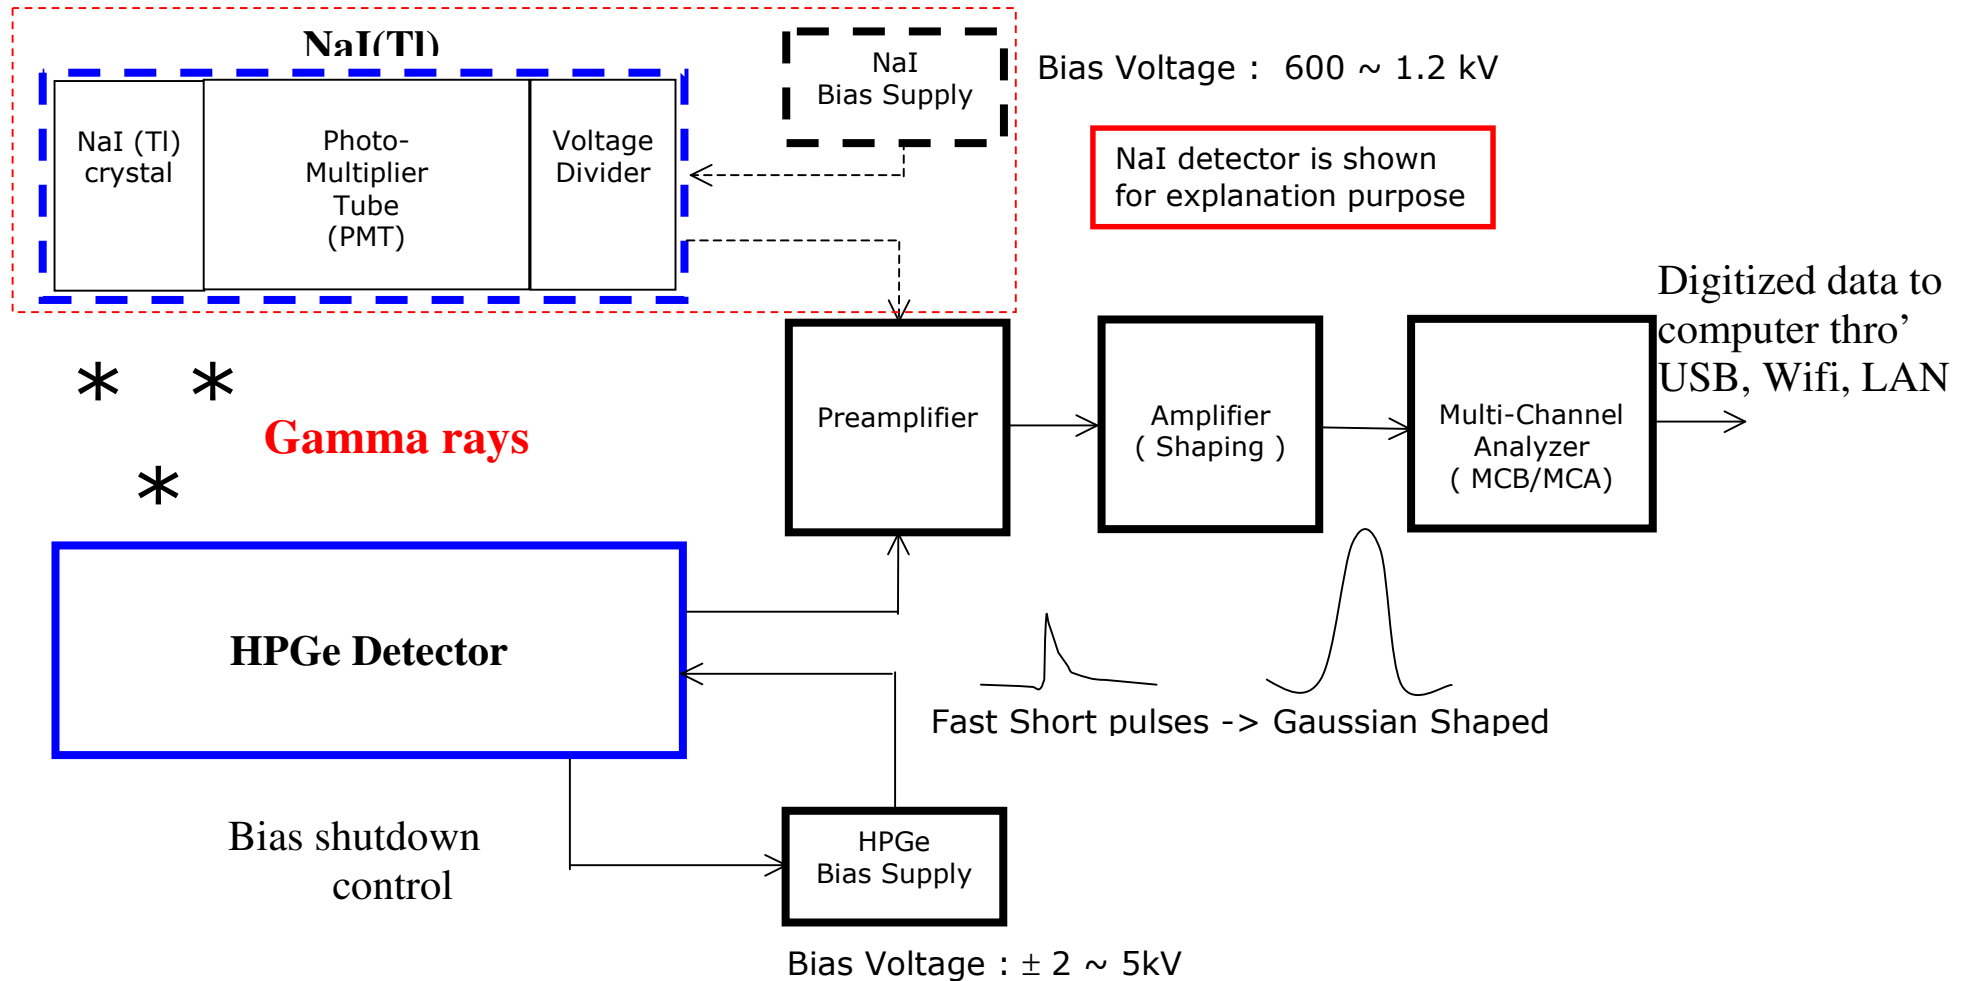 NaI(Tl)
NaI
Bias Supply
Bias Voltage :  600 ~ 1.2 kV
NaI (Tl)
crystal
Photo-
Multiplier
Tube
(PMT)
Voltage
Divider
NaI detector is shown
for explanation purpose
Digitized data to
computer thro’
USB, Wifi, LAN
* *
Gamma rays
*
Preamplifier
Amplifier
( Shaping )
Multi-Channel
Analyzer
( MCB/MCA)
HPGe Detector
Fast Short pulses -> Gaussian Shaped
Bias shutdown
control
HPGe
Bias Supply
Bias Voltage : ± 2 ~ 5kV